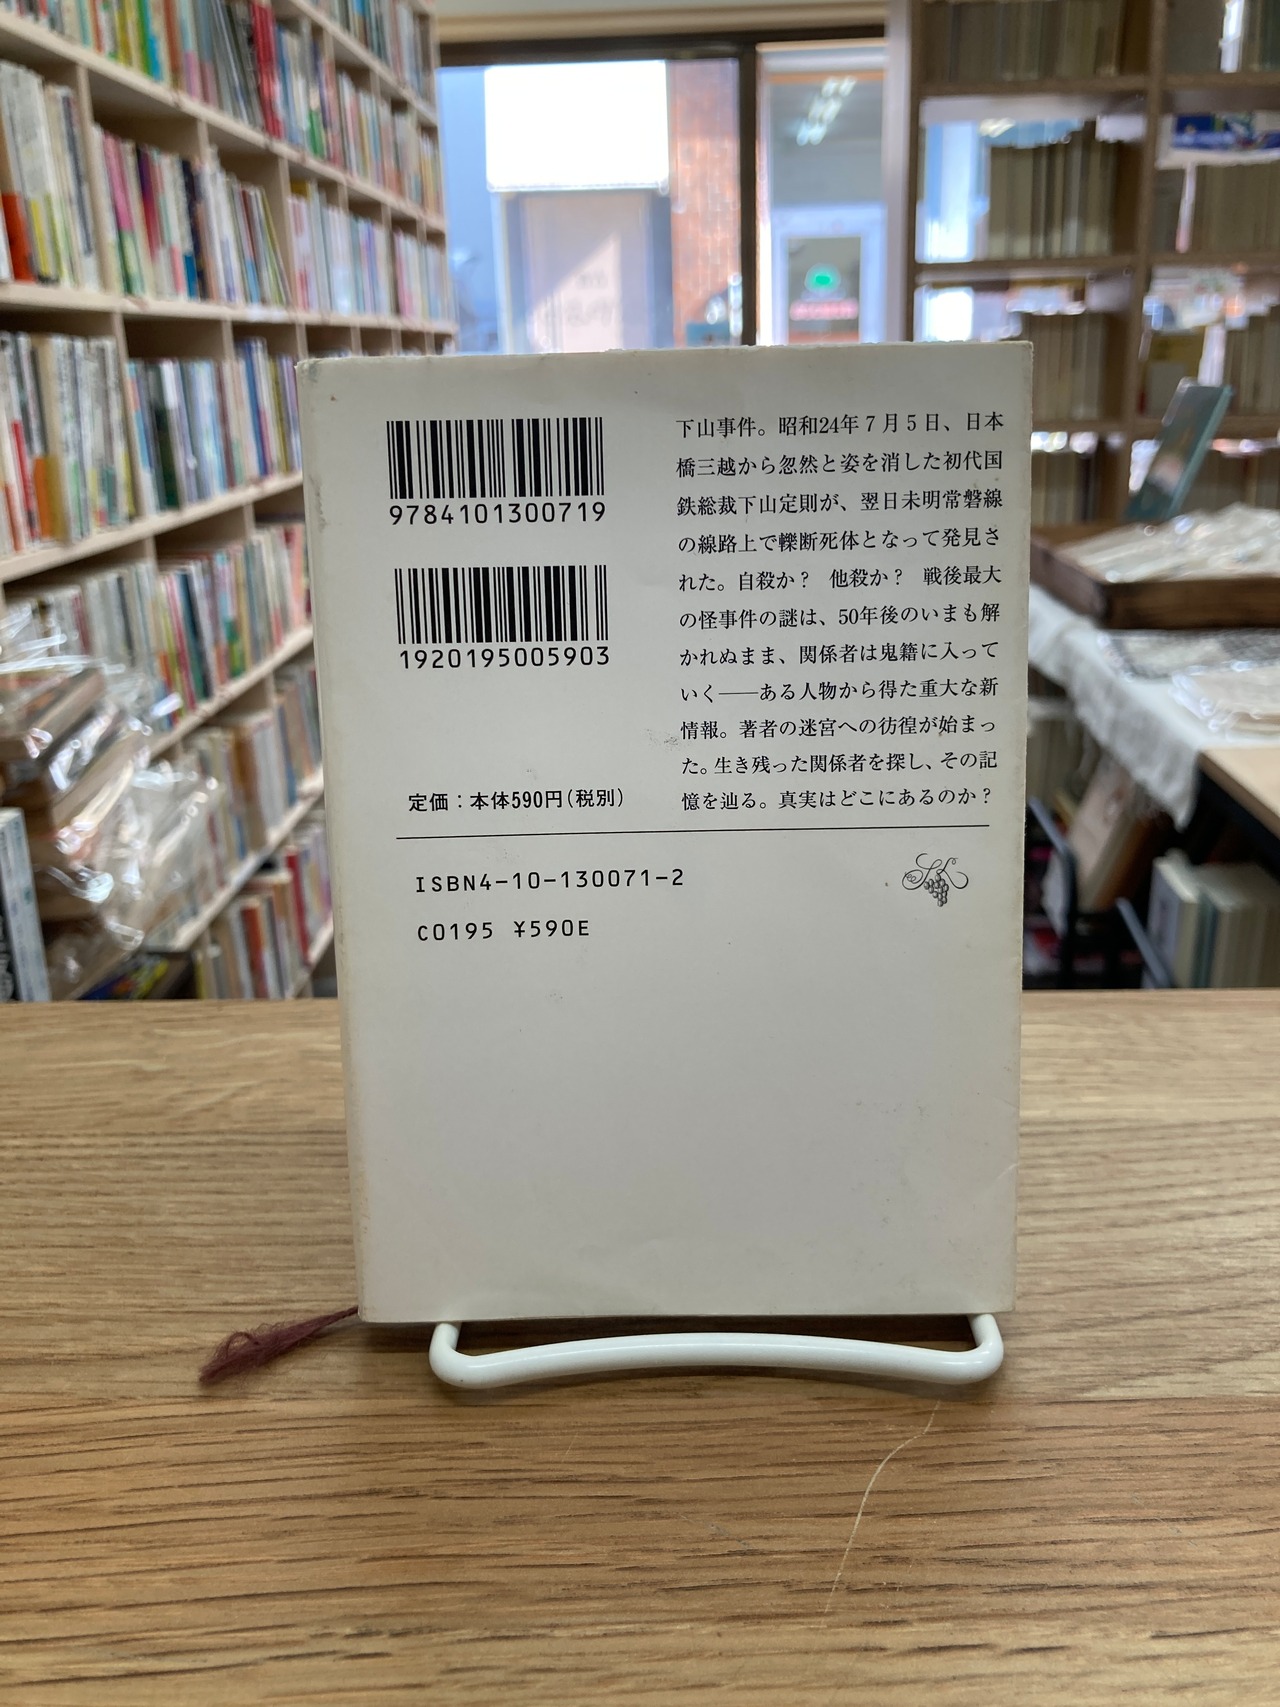 9784101300719
1920195005903
定価：本体590円（税別）
下山事件。昭和24年７月５日、日本
橋三越から忽然と姿を消した初代国
鉄総裁下山定則が、翌日未明常磐線
の線路上で轢断死体となって発見さ
れた。自殺か？　他殺か？　戦後最大
の怪事件の謎は、50年後のいまも解
かれぬまま、関係者は鬼籍に入って
いく──ある人物から得た重大な新
情報。著者の迷宮への彷徨が始まっ
た。生き残った関係者を探し、その記
憶を辿る。真実はどこにあるのか？
ISBN4-10-130071-2
C0195 ¥590E